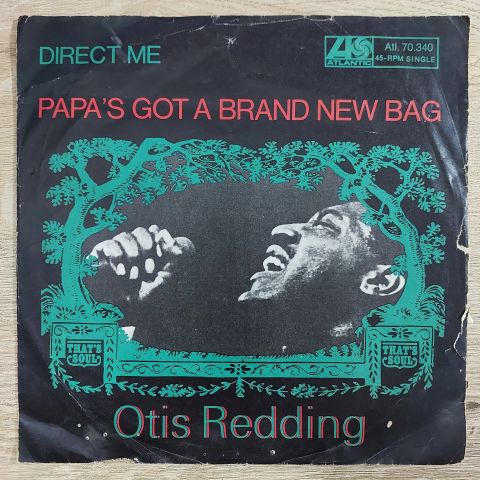 DIRECT ME
ATLANTIC
Atl. 70.340
45-RPM SINGLE
PAPA'S GOT A BRAND NEW BAG
THAT'S
SOUL
THAT'S
SOUL
Otis Redding